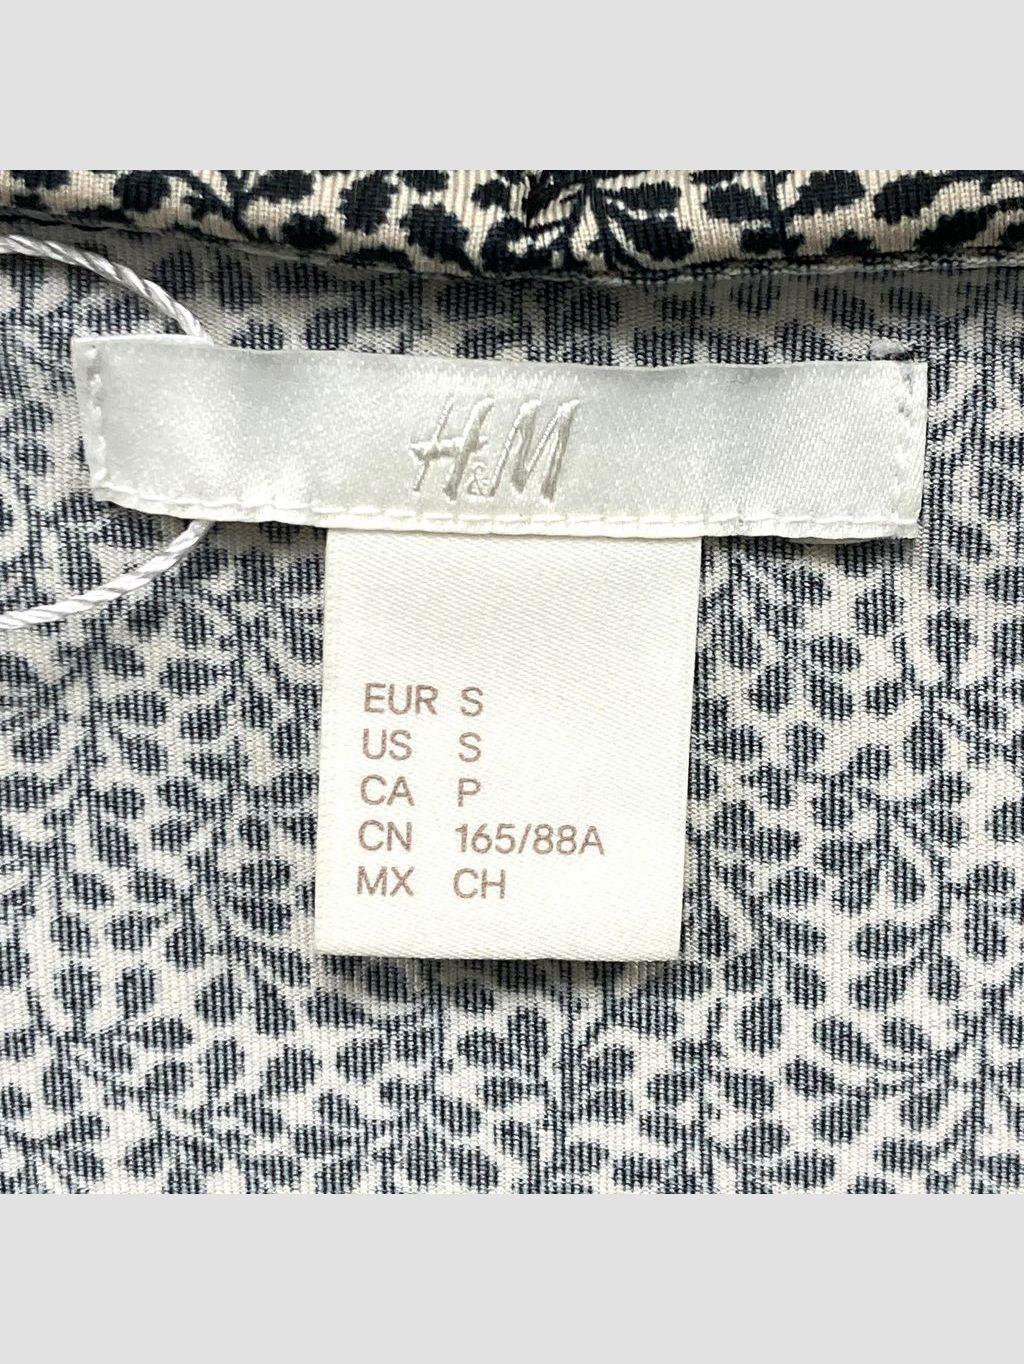 H&M
EUR S
US S
CA P
CN 165/88A
MX CH